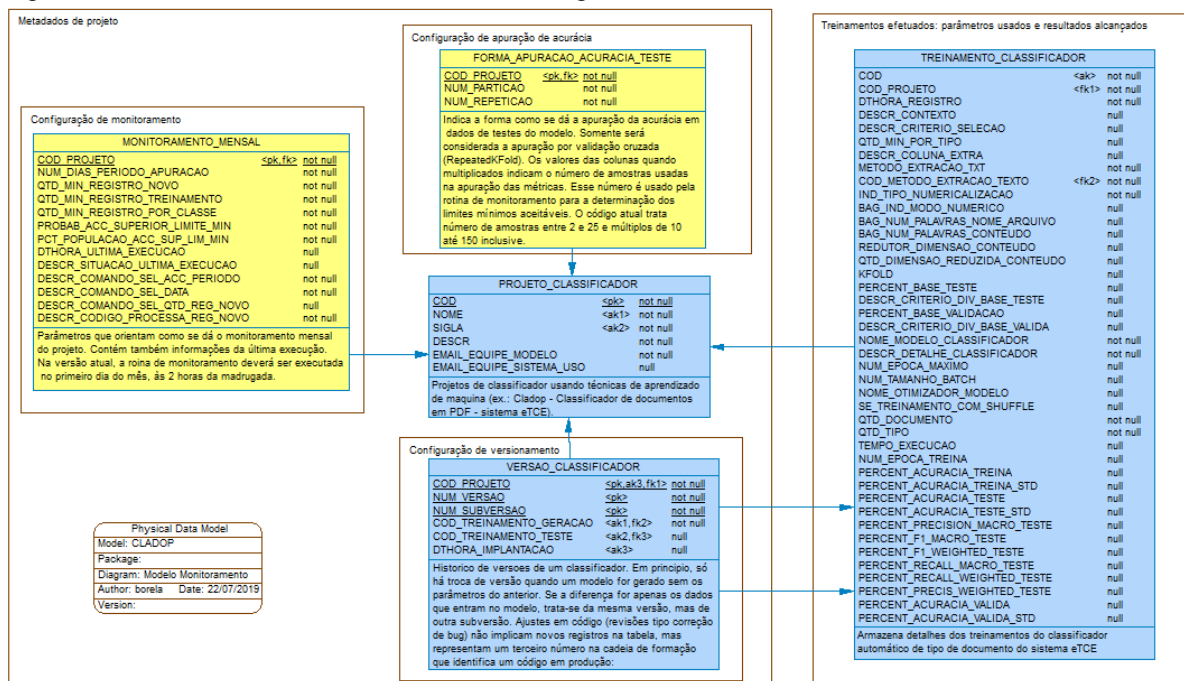 Metadados de projeto
Configuração de apuração de acurácia
FORMA_APURACAO_ACURACIA_TESTE
COD_PROJETO <pk,fk> not null
NUM_PARTICAO not null
NUM_REPETICAO not null
Indica a forma como se dá a apuração da acurácia em
dados de testes do modelo. Somente será
considerada a apuração por validação cruzada
(RepeatedKFold). Os valores das colunas quando
multiplicados indicam o número de amostras usadas
na apuração das métricas. Esse número é usado pela
rotina de monitoramento para a determinação dos
limites mínimos aceitáveis. O código atual trata
número de amostras entre 2 e 25 e múltiplos de 10
até 150 inclusive.
Configuração de monitoramento
MONITORAMENTO_MENSAL
COD_PROJETO <pk,fk> not null
NUM_DIAS_PERIODO_APURACAO not null
QTD_MIN_REGISTRO_NOVO not null
QTD_MIN_REGISTRO_TREINAMENTO not null
QTD_MIN_REGISTRO_POR_CLASSE not null
PROBAB_ACC_SUPERIOR_LIMITE_MIN not null
PCT_POPULACAO_ACC_SUP_LIM_MIN not null
DTHORA_ULTIMA_EXECUCAO null
DESCR_SITUACAO_ULTIMA_EXECUCAO null
DESCR_COMANDO_SEL_ACC_PERIODO not null
DESCR_COMANDO_SEL_DATA not null
DESCR_COMANDO_SEL_QTD_REG_NOVO null
DESCR_CODIGO_PROCESSA_REG_NOVO not null
Parâmetros que orientam como se dá o monitoramento mensal
do projeto. Contém também informações da última execução.
Na versão atual, a roina de monitoramento deverá ser executada
no primeiro dia do mês, às 2 horas da madrugada.
PROJETO_CLASSIFICADOR
COD <pk> not null
NOME <ak1> not null
SIGLA <ak2> not null
DESCR not null
EMAIL_EQUIPE_MODELO not null
EMAIL_EQUIPE_SISTEMA_USO null
Projetos de classificador usando técnicas de aprendizado
de maquina (ex.: Cladop - Classificador de documentos
em PDF - sistema eTCE).
Configuração de versionamento
VERSAO_CLASSIFICADOR
COD_PROJETO <pk,ak3,fk1> not null
NUM_VERSAO <pk> not null
NUM_SUBVERSAO <pk> not null
COD_TREINAMENTO_GERACAO <ak1,fk2> not null
COD_TREINAMENTO_TESTE <ak2,fk3> null
DTHORA_IMPLANTACAO <ak3> null
Historico de versoes de um classificador. Em principio, só
há troca de versão quando um modelo for gerado sem os
parâmetros do anterior. Se a diferença for apenas os dados
que entram no modelo, trata-se da mesma versão, mas de
outra subversão. Ajustes em código (revisões tipo correção
de bug) não implicam novos registros na tabela, mas
representam um terceiro número na cadeia de formação
que identifica um código em produção:
Physical Data Model
Model: CLADOP
Package:
Diagram: Modelo Monitoramento
Author: borela Date: 22/07/2019
Version:
Treinamentos efetuados: parâmetros usados e resultados alcançados
TREINAMENTO_CLASSIFICADOR
COD <ak> not null
COD_PROJETO <fk1> not null
DTHORA_REGISTRO not null
DESCR_CONTEXTO null
DESCR_CRITERIO_SELECAO null
QTD_MIN_POR_TIPO null
DESCR_COLUNA_EXTRA null
METODO_EXTRACAO_TXT not null
COD_METODO_EXTRACAO_TEXTO <fk2> not null
IND_TIPO_NUMERICALIZACAO not null
BAG_IND_MODO_NUMERICO null
BAG_NUM_PALAVRAS_NOME_ARQUIVO null
BAG_NUM_PALAVRAS_CONTEUDO null
REDUTOR_DIMENSAO_CONTEUDO null
QTD_DIMENSAO_REDUZIDA_CONTEUDO null
KFOLD null
PERCENT_BASE_TESTE null
DESCR_CRITERIO_DIV_BASE_TESTE null
PERCENT_BASE_VALIDACAO null
DESCR_CRITERIO_DIV_BASE_VALIDA null
NOME_MODELO_CLASSIFICADOR not null
DESCR_DETALHE_CLASSIFICADOR not null
NUM_EPOCA_MAXIMO null
NUM_TAMANHO_BATCH null
NOME_OTIMIZADOR_MODELO null
SE_TREINAMENTO_COM_SHUFFLE null
QTD_DOCUMENTO not null
QTD_TIPO not null
TEMPO_EXECUCAO null
NUM_EPOCA_TREINA null
PERCENT_ACURACIA_TREINA null
PERCENT_ACURACIA_TREINA_STD null
PERCENT_ACURACIA_TESTE null
PERCENT_ACURACIA_TESTE_STD null
PERCENT_PRECISION_MACRO_TESTE null
PERCENT_F1_MACRO_TESTE null
PERCENT_F1_WEIGHTED_TESTE null
PERCENT_RECALL_MACRO_TESTE null
PERCENT_RECALL_WEIGHTED_TESTE null
PERCENT_PRECIS_WEIGHTED_TESTE null
PERCENT_ACURACIA_VALIDA null
PERCENT_ACURACIA_VALIDA_STD null
Armazena detalhes dos treinamentos do classificador
automático de tipo de documento do sistema eTCE